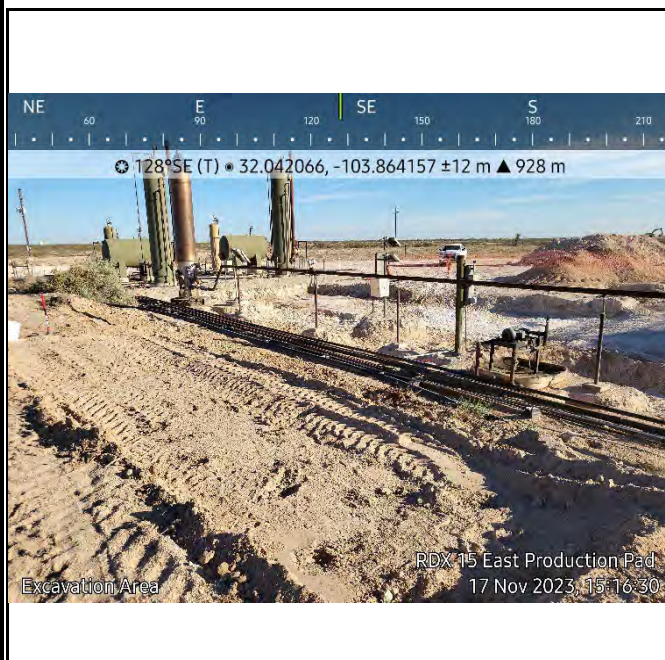 NE E SE S
60 90 120 150 180 210
128°SE (T) ● 32.042066, -103.864157 ±12 m ▲ 928 m
RDX 15 East Production Pad
Excavation Area 17 Nov 2023, 15:16:30